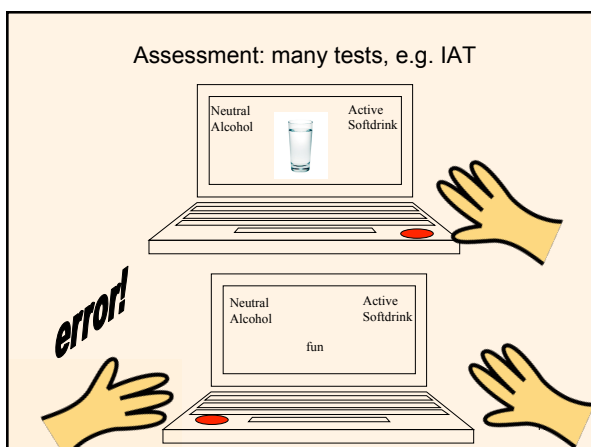 Assessment: many tests, e.g. IAT
Neutral
Alcohol
Active
Softdrink
error!
Neutral
Alcohol
Active
Softdrink
fun